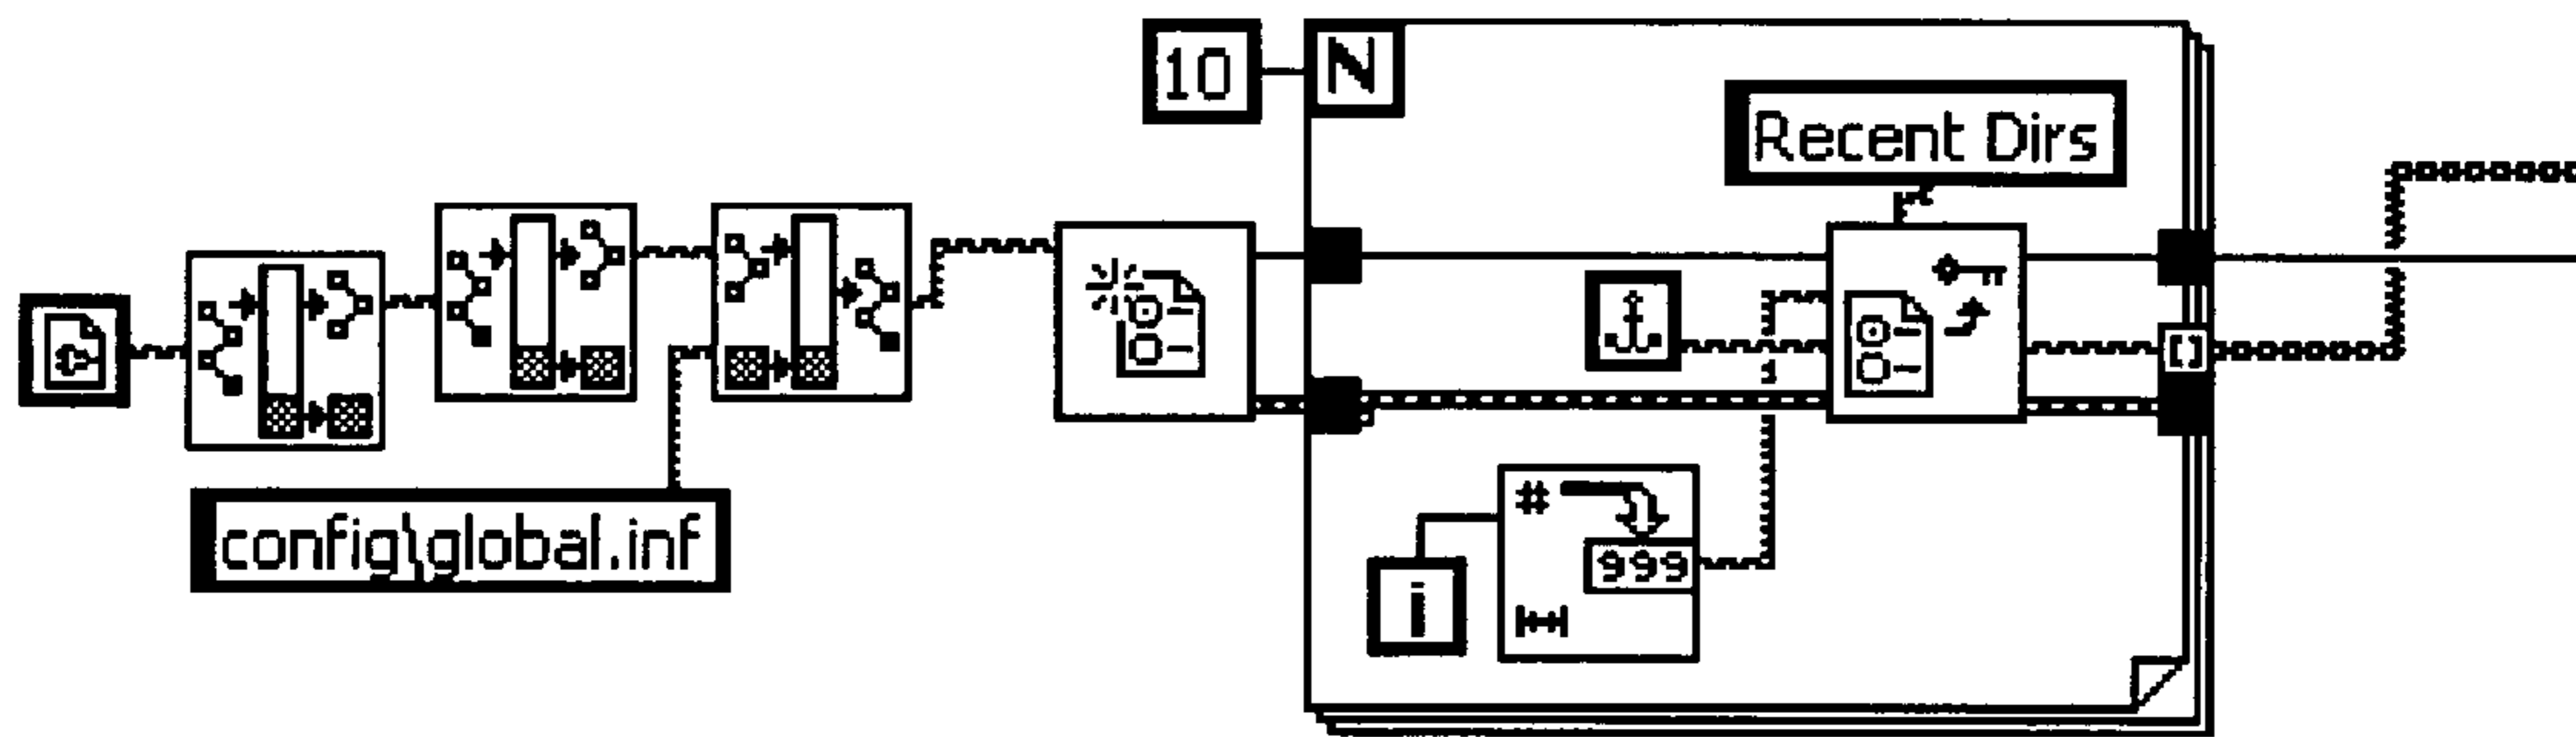 10
N
Recent Dirs
config\global.inf
#
999
i
[]